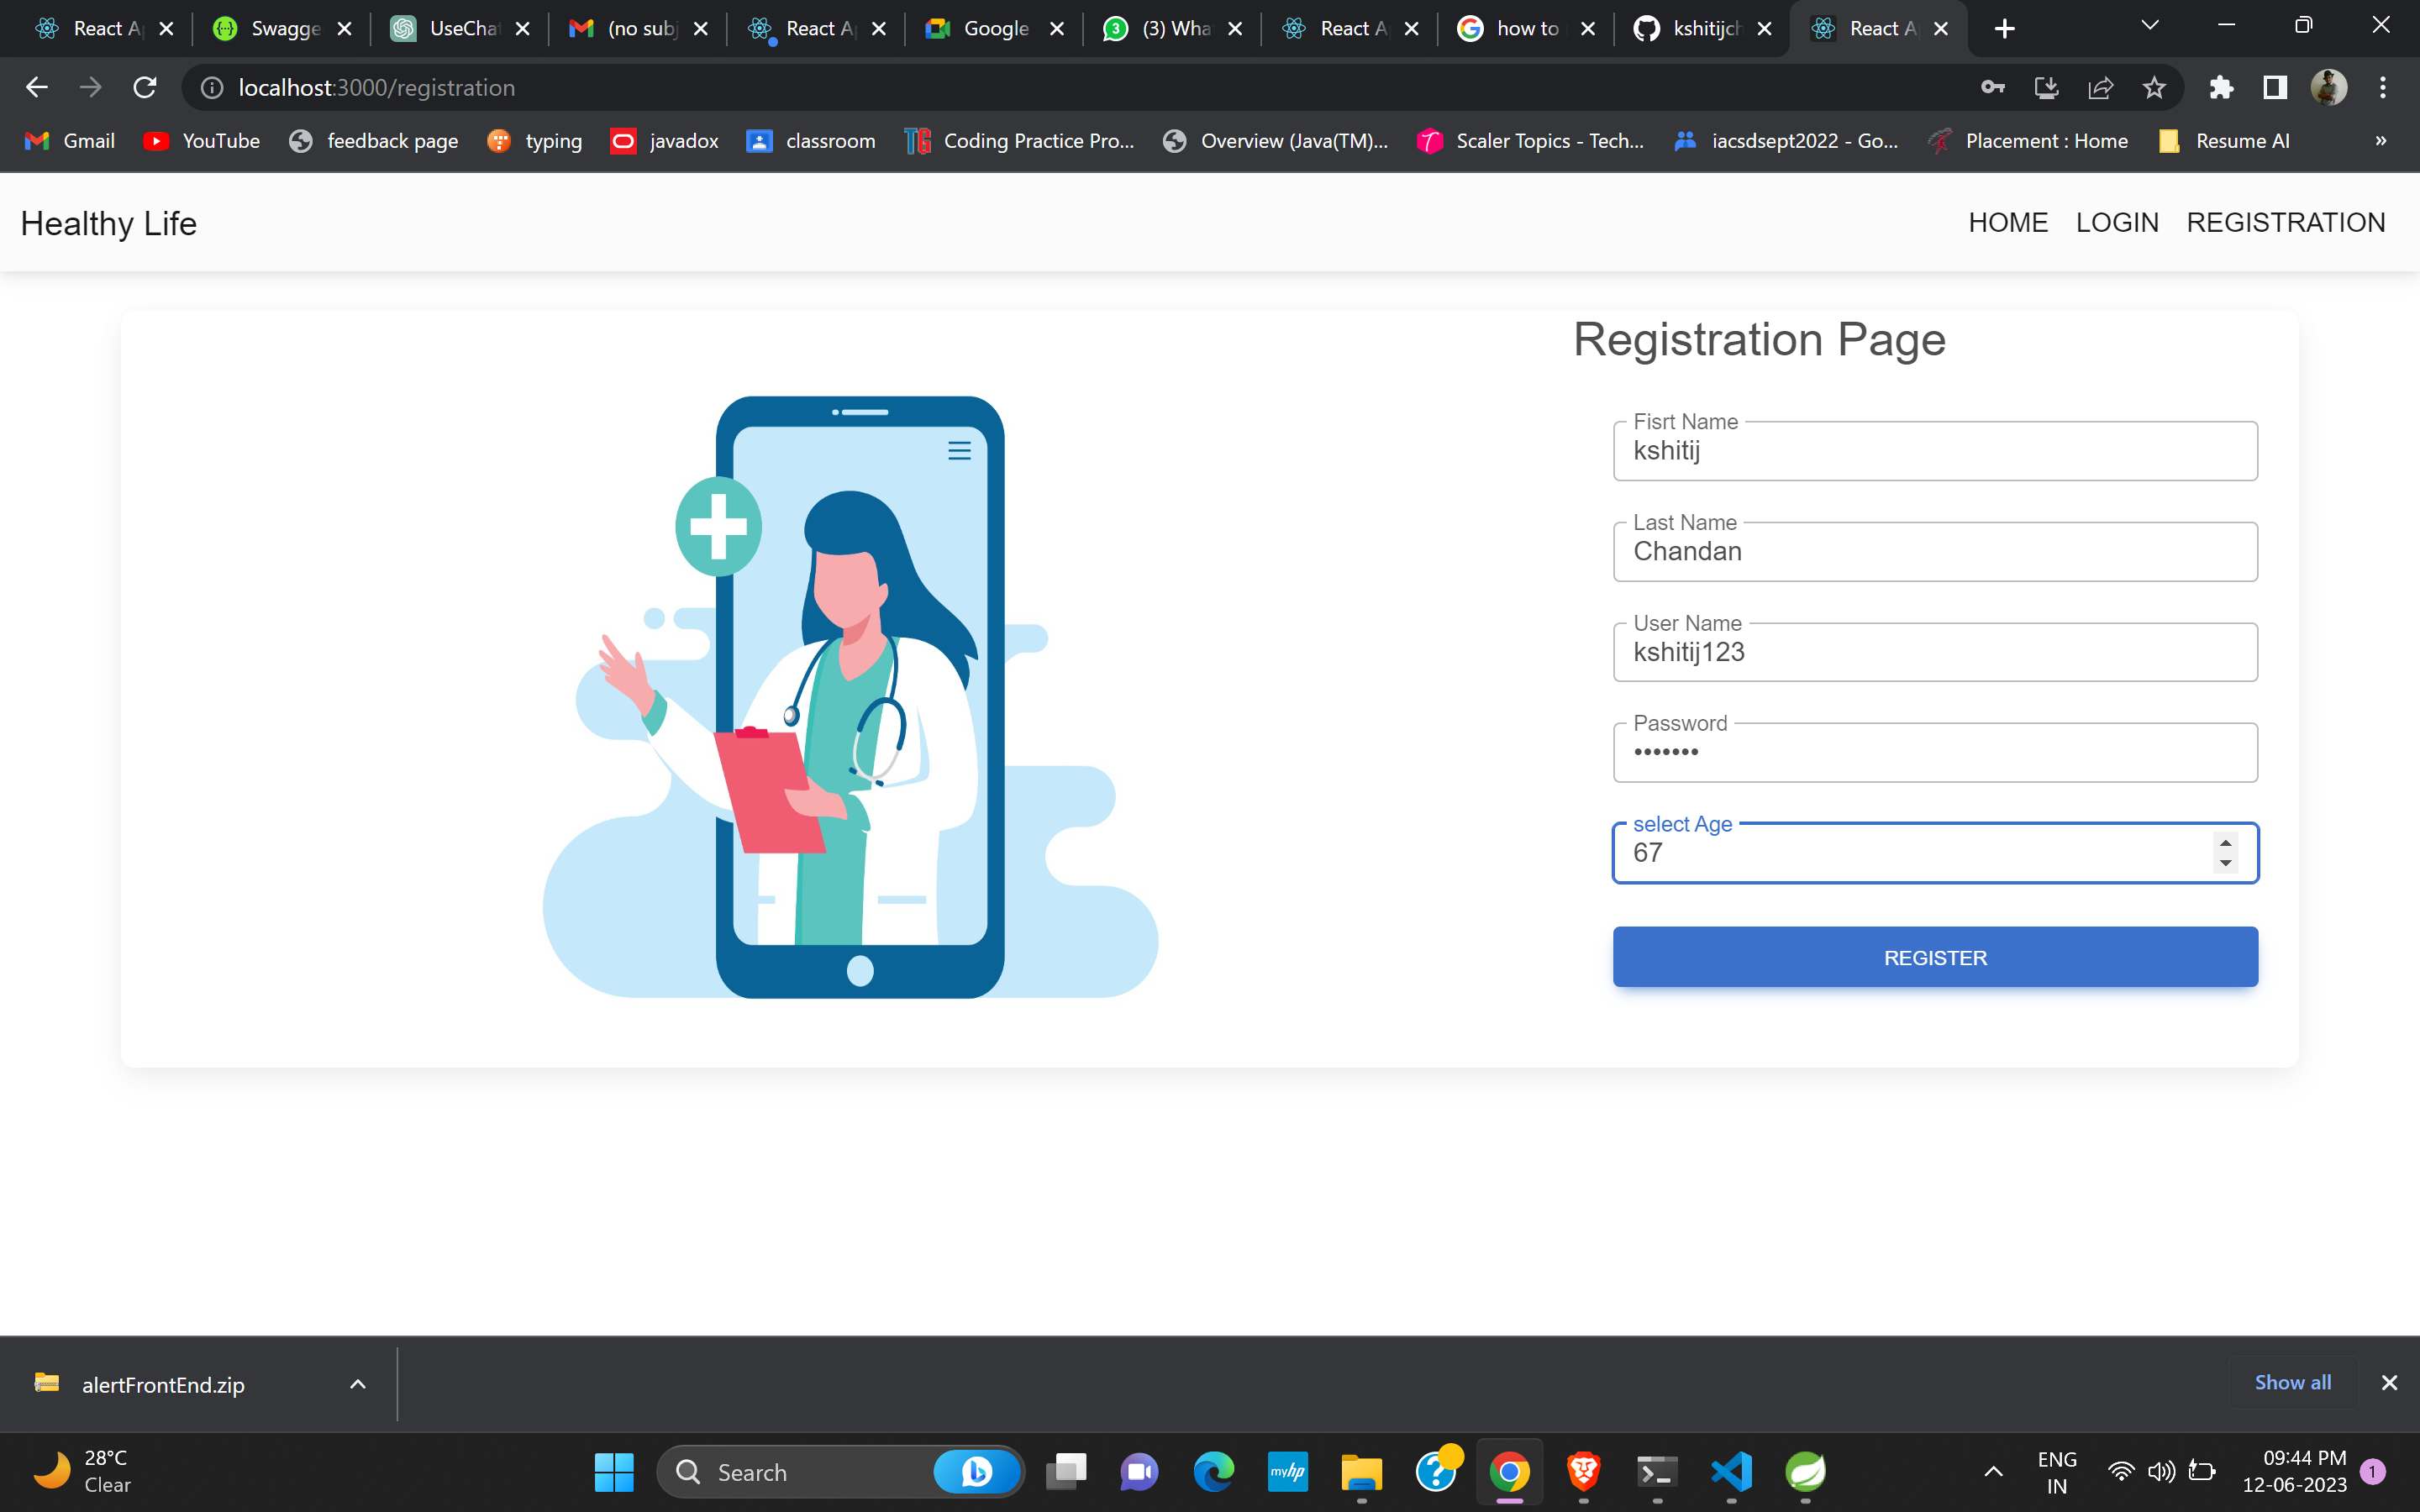 React A
Swagge
UseChat
(no subj
React A
Google
(3) Wha
React A
how to
kshitijch
React A
localhost:3000/registration
Gmail
YouTube
feedback page
typing
javadox
classroom
TG
Coding Practice Pro...
Overview (Java(TM)...
Scaler Topics - Tech...
iacsdsept2022 - Go...
Placement : Home
Resume AI
»
Healthy Life
HOME LOGIN REGISTRATION
Registration Page
Fisrt Name
kshitij
Last Name
Chandan
User Name
kshitij123
Password
•••••••
select Age
67
REGISTER
alertFrontEnd.zip
Show all
28°C
Clear
Search
myhp
ENG
IN
09:44 PM
12-06-2023
1